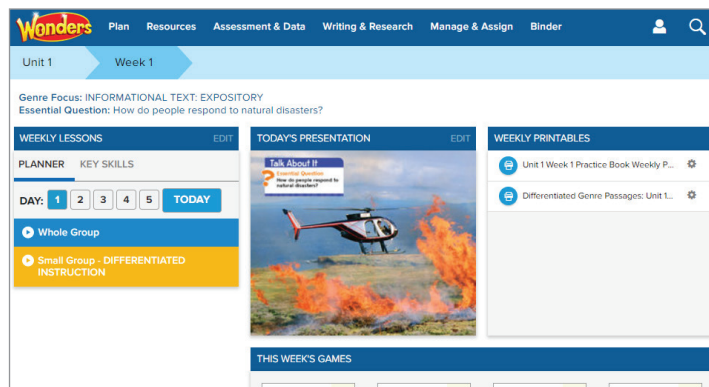 Wonders
Plan
Resources
Assessment & Data
Writing & Research
Manage & Assign
Binder
Unit 1
Week 1
Genre Focus: INFORMATIONAL TEXT: EXPOSITORY
Essential Question: How do people respond to natural disasters?
WEEKLY LESSONS
EDIT
PLANNER
KEY SKILLS
DAY: 1 2 3 4 5 TODAY
Whole Group
Small Group - DIFFERENTIATED
INSTRUCTION
TODAY'S PRESENTATION
EDIT
Talk About It
Essential Question
How do people respond to
natural disasters?
WEEKLY PRINTABLES
Unit 1 Week 1 Practice Book Weekly P...
Differentiated Genre Passages: Unit 1...
THIS WEEK'S GAMES